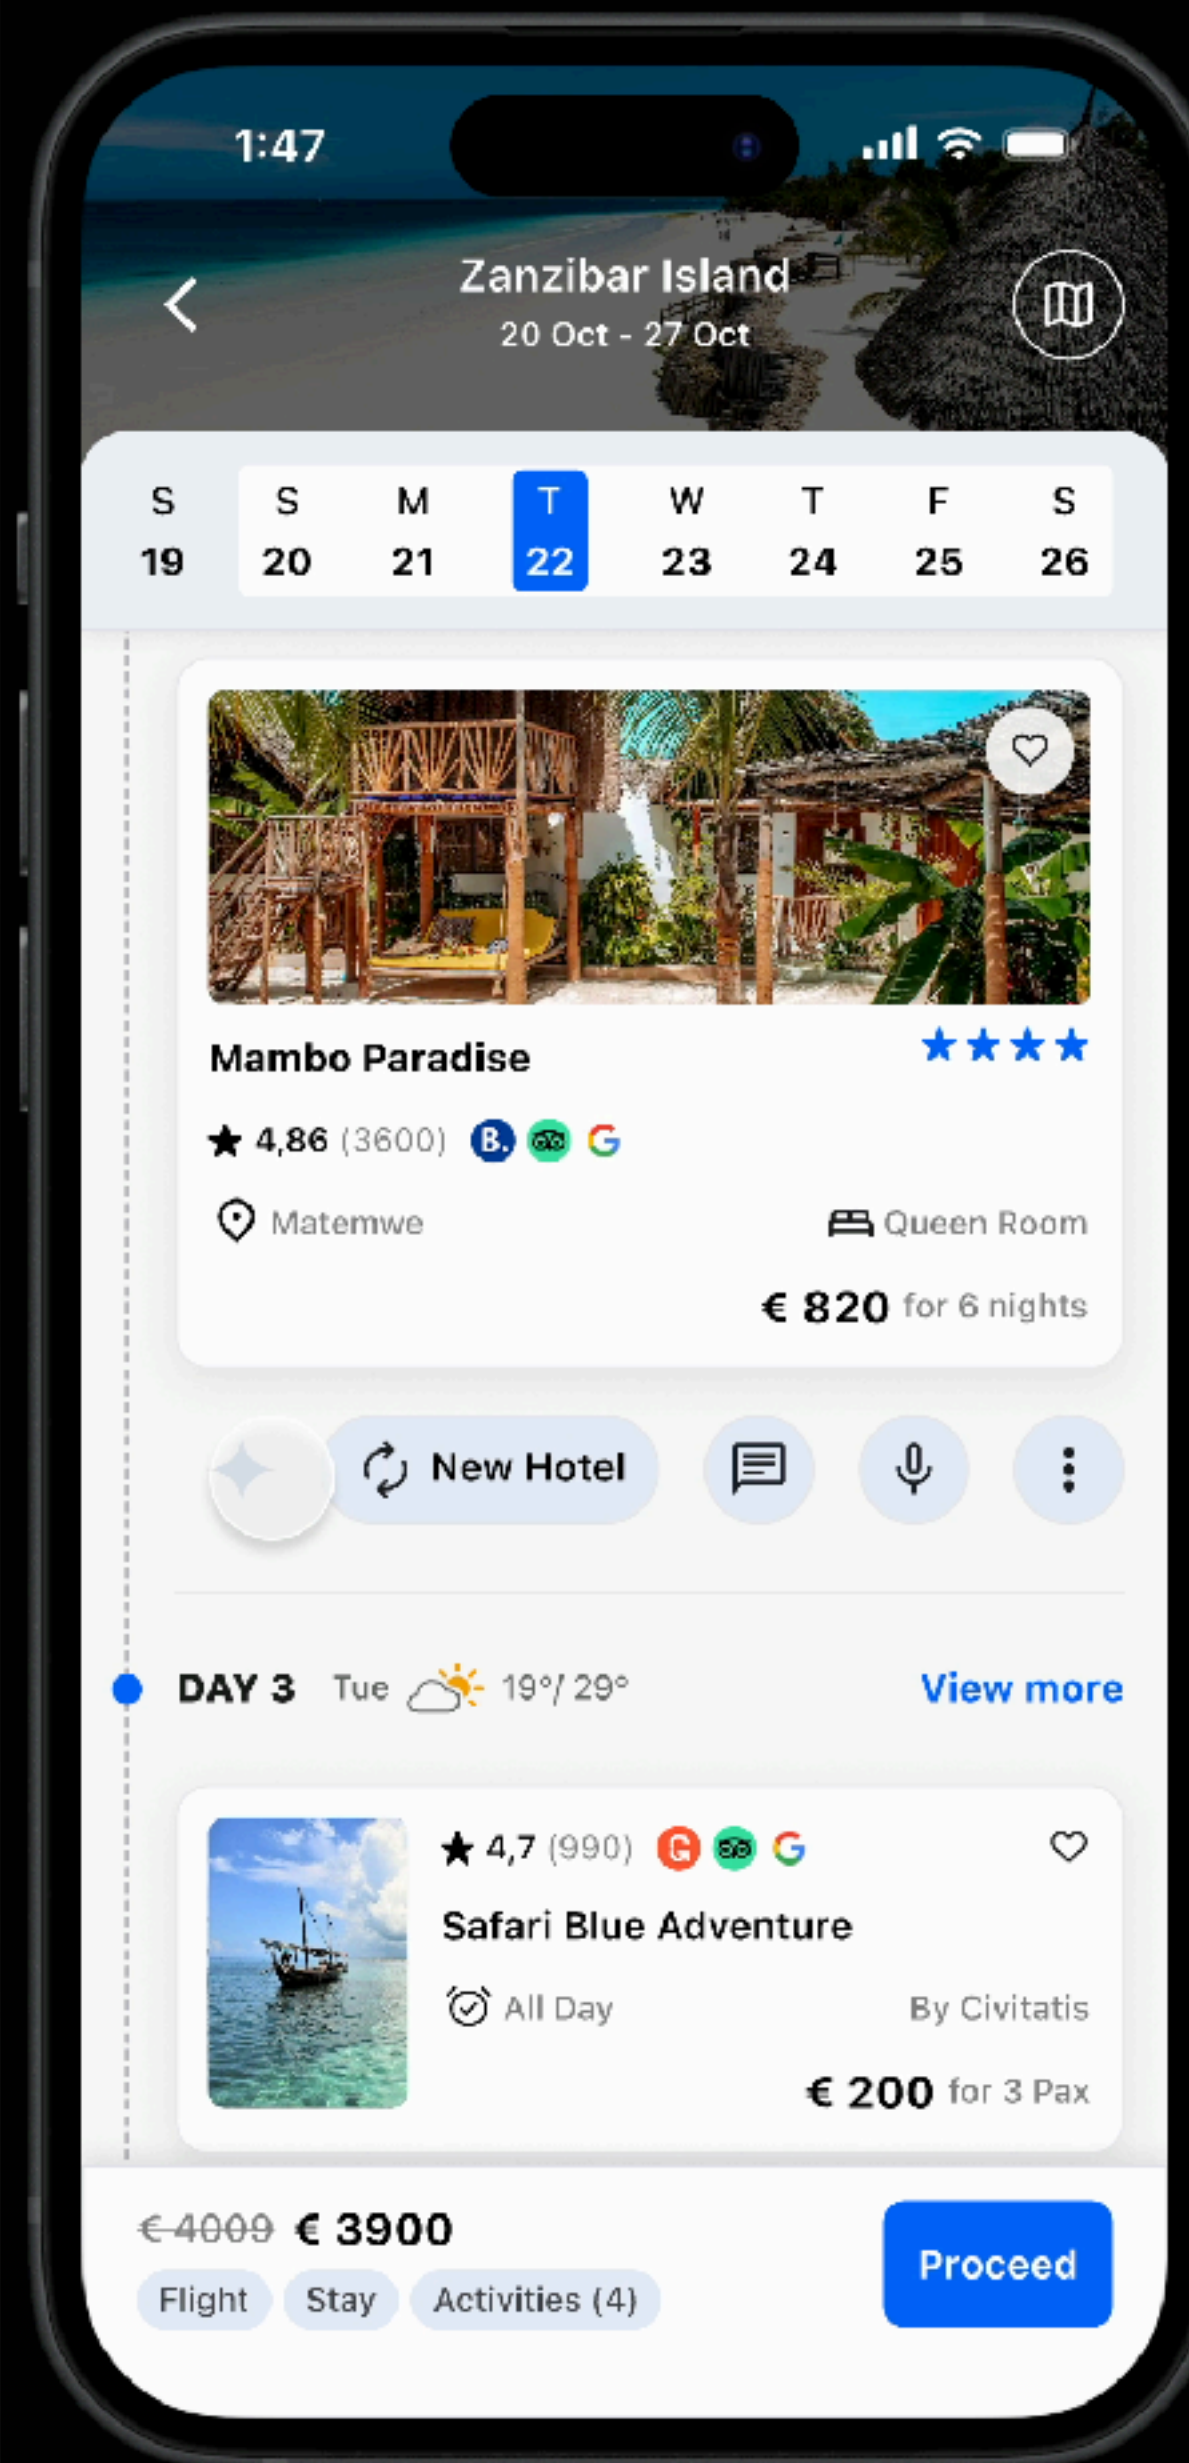 1:47
Zanzibar Island
20 Oct - 27 Oct
S S M T W T F S
19 20 21 22 23 24 25 26
Mambo Paradise
4,86 (3600) B. G
Matemwe Queen Room
€ 820 for 6 nights
New Hotel
DAY 3 Tue 19°/ 29° View more
4,7 (990) G G
Safari Blue Adventure
All Day By Civitatis
€ 200 for 3 Pax
€ 4009 € 3900
Flight Stay Activities (4)
Proceed